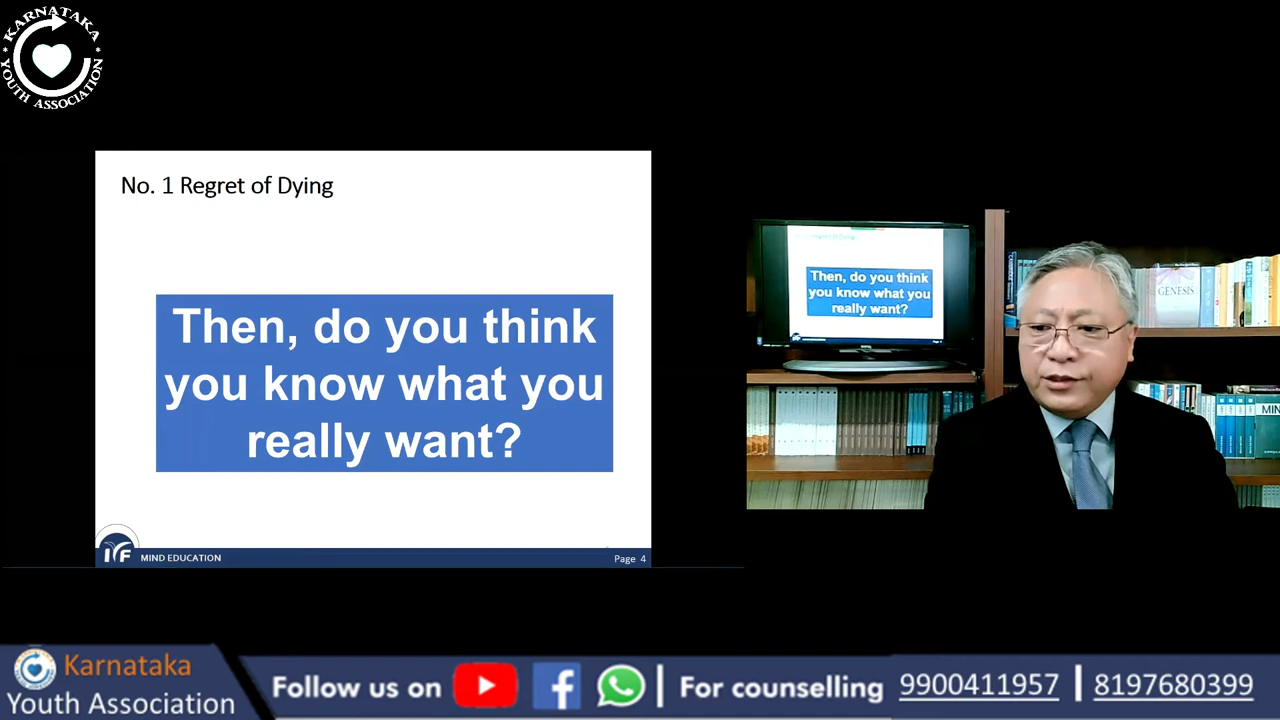 KARNATAKA
YOUTH ASSOCIATION
No. 1 Regret of Dying
Then, do you think
you know what you
really want?
IYF
MIND EDUCATION
Page 4
Then, do you think
you know what you
really want?
GENESIS
MIN
Karnataka
Youth Association
Follow us on
For counselling
9900411957
8197680399